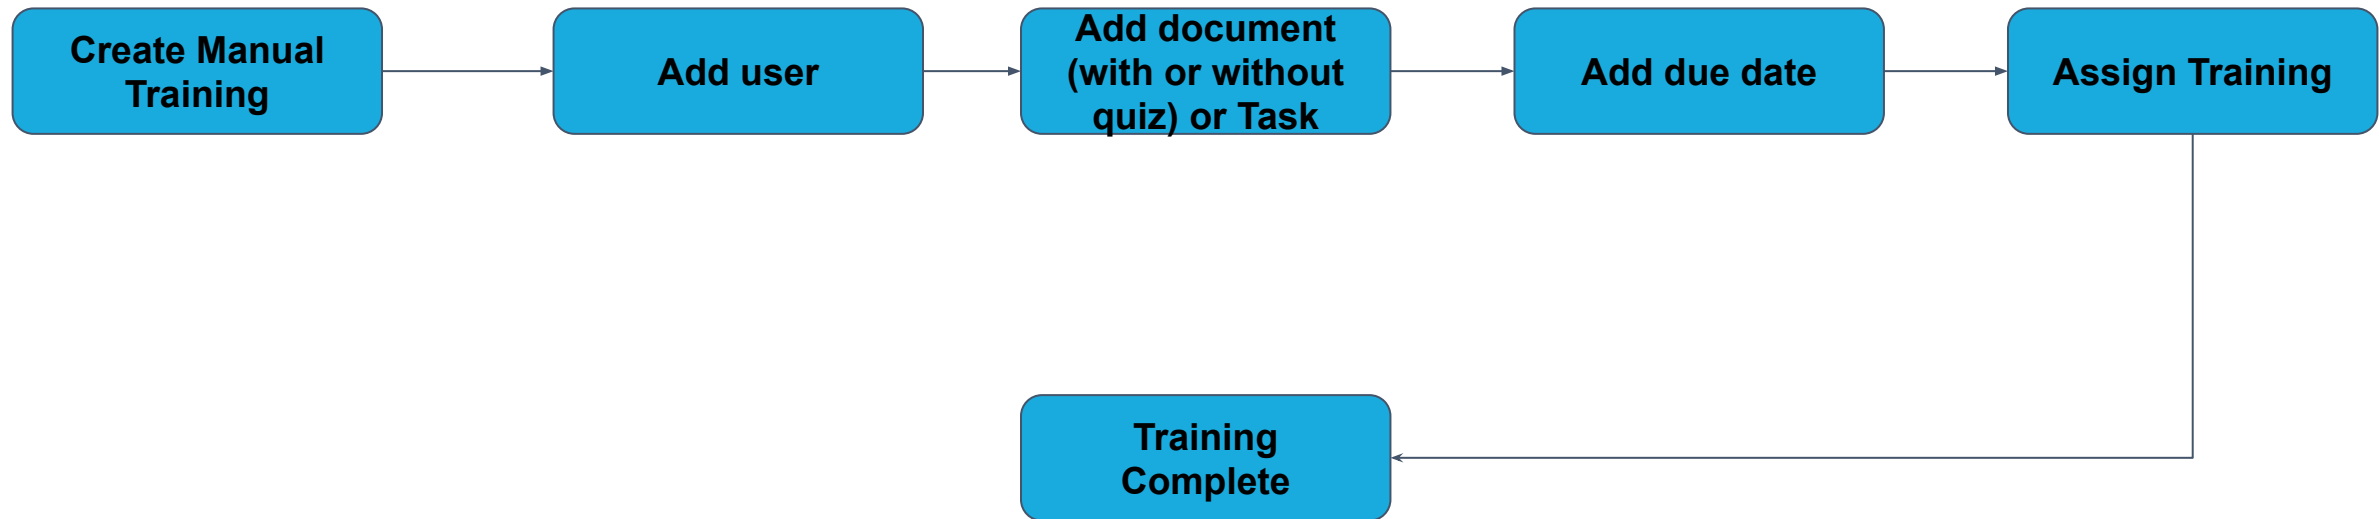 Create Manual
Training
Add user
Add document
(with or without
quiz) or Task
Add due date
Assign Training
Training
Complete